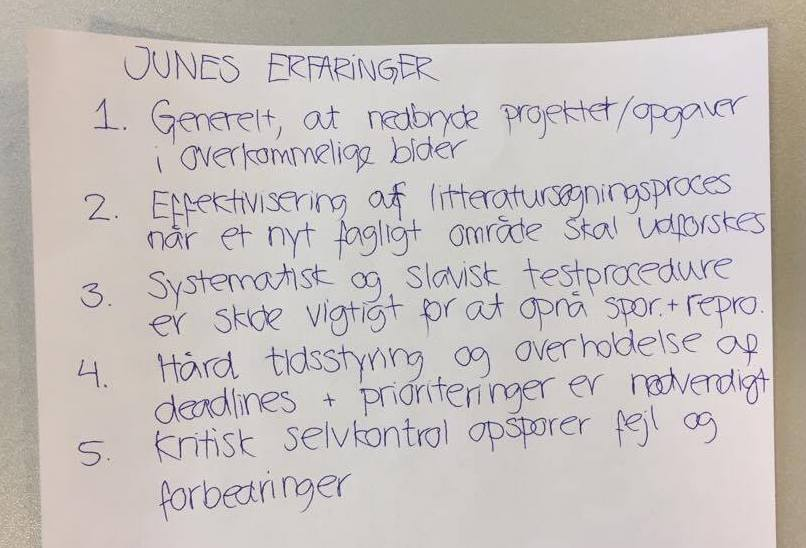 JUNES ERFARINGER
1. Generelt, at nedbryde projektet/opgaver
i overkommelige bider
2. Effektivisering af litteratursøgningsproces
når et nyt fagligt område skal udforskes
3. Systematisk og slavisk testprocedure
er skide vigtigt for at opnå spor. + repro.
4. Hård tidsstyring og overholdelse af
deadlines + prioriteringer er nødvendigt
5. Kritisk selvkontrol opsporer fejl og
forbedringer